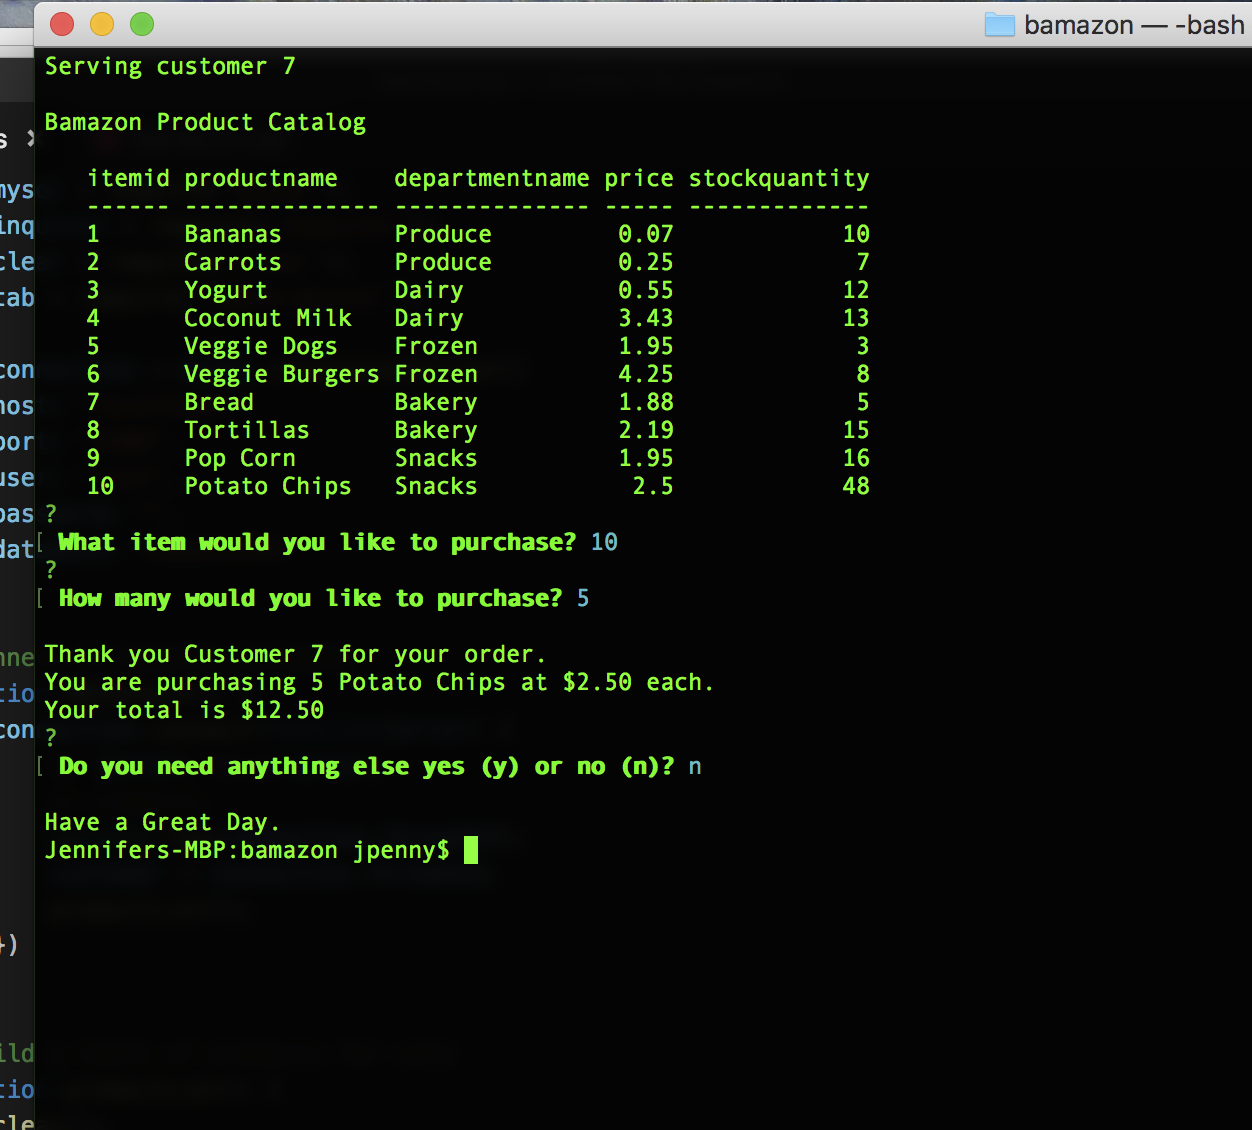 bamazon — -bash
Serving customer 7
Bamazon Product Catalog
itemid productname    departmentname price stockquantity
------ -------------- -------------- ----- -------------
1      Bananas        Produce         0.07            10
2      Carrots        Produce         0.25             7
3      Yogurt         Dairy           0.55            12
4      Coconut Milk   Dairy           3.43            13
5      Veggie Dogs    Frozen          1.95             3
6      Veggie Burgers Frozen          4.25             8
7      Bread          Bakery          1.88             5
8      Tortillas      Bakery          2.19            15
9      Pop Corn       Snacks          1.95            16
10     Potato Chips   Snacks           2.5            48
?
[ What item would you like to purchase? 10
?
[ How many would you like to purchase? 5
Thank you Customer 7 for your order.
You are purchasing 5 Potato Chips at $2.50 each.
Your total is $12.50
?
[ Do you need anything else yes (y) or no (n)? n
Have a Great Day.
Jennifers-MBP:bamazon jpenny$